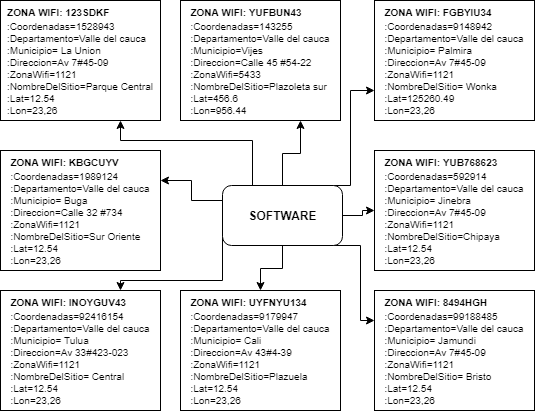 ZONA WIFI: 123SDKF
:Coordenadas=1528943
:Departamento=Valle del cauca
:Municipio= La Union
:Direccion=Av 7#45-09
:ZonaWifi=1121
:NombreDelSitio=Parque Central
:Lat=12.54
:Lon=23,26
ZONA WIFI: YUFBUN43
:Coordenadas=143255
:Departamento=Valle del cauca
:Municipio=Vijes
:Direccion=Calle 45 #54-22
:ZonaWifi=5433
:NombreDelSitio=Plazoleta sur
:Lat=456.6
:Lon=956.44
ZONA WIFI: FGBYIU34
:Coordenadas=9148942
:Departamento=Valle del cauca
:Municipio= Palmira
:Direccion=Av 7#45-09
:ZonaWifi=1121
:NombreDelSitio= Wonka
:Lat=125260.49
:Lon=23,26
ZONA WIFI: KBGCUYV
:Coordenadas=1989124
:Departamento=Valle del cauca
:Municipio= Buga
:Direccion=Calle 32 #734
:ZonaWifi=1121
:NombreDelSitio=Sur Oriente
:Lat=12.54
:Lon=23,26
SOFTWARE
ZONA WIFI: YUB768623
:Coordenadas=592914
:Departamento=Valle del cauca
:Municipio= Jinebra
:Direccion=Av 7#45-09
:ZonaWifi=1121
:NombreDelSitio=Chipaya
:Lat=12.54
:Lon=23,26
ZONA WIFI: INOYGUV43
:Coordenadas=92416154
:Departamento=Valle del cauca
:Municipio= Tulua
:Direccion=Av 33#423-023
:ZonaWifi=1121
:NombreDelSitio= Central
:Lat=12.54
:Lon=23,26
ZONA WIFI: UYFNYU134
:Coordenadas=9179947
:Departamento=Valle del cauca
:Municipio= Cali
:Direccion=Av 43#4-39
:ZonaWifi=1121
:NombreDelSitio=Plazuela
:Lat=12.54
:Lon=23,26
ZONA WIFI: 8494HGH
:Coordenadas=99188485
:Departamento=Valle del cauca
:Municipio= Jamundi
:Direccion=Av 7#45-09
:ZonaWifi=1121
:NombreDelSitio= Bristo
:Lat=12.54
:Lon=23,26